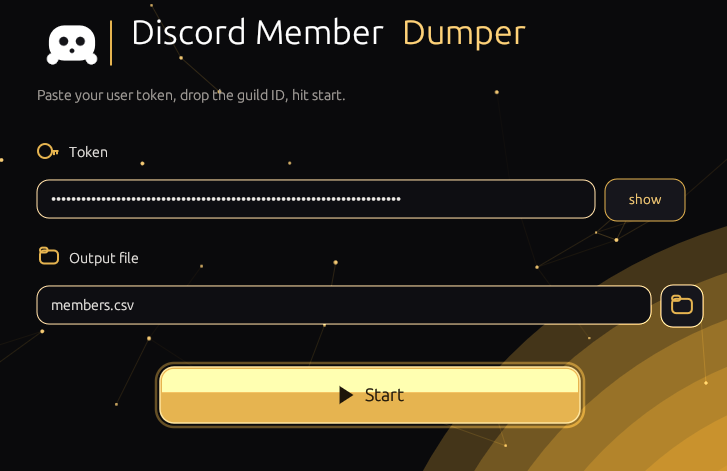 Discord Member Dumper
Paste your user token, drop the guild ID, hit start.
Token
••••••••••••••••••••••••••••••••••••••••••••••••••••••••••••••••••••••
show
Output file
members.csv
Start